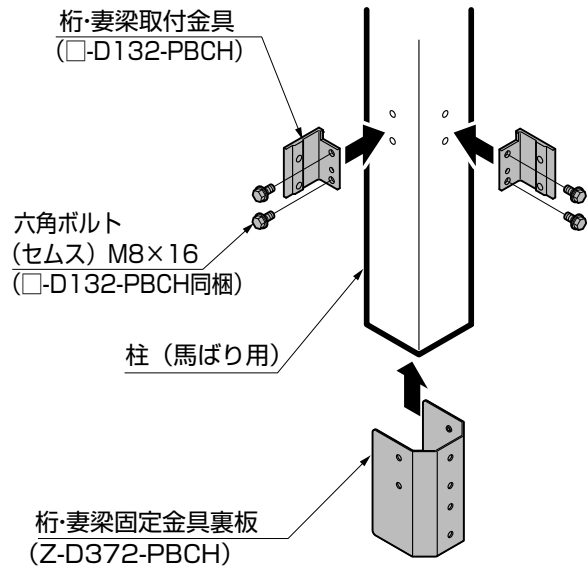 桁・妻梁取付金具
(□-D132-PBCH)
六角ボルト
(セムス) M8×16
(□-D132-PBCH同梱)
柱（馬ばり用）
桁・妻梁固定金具裏板
(Z-D372-PBCH)